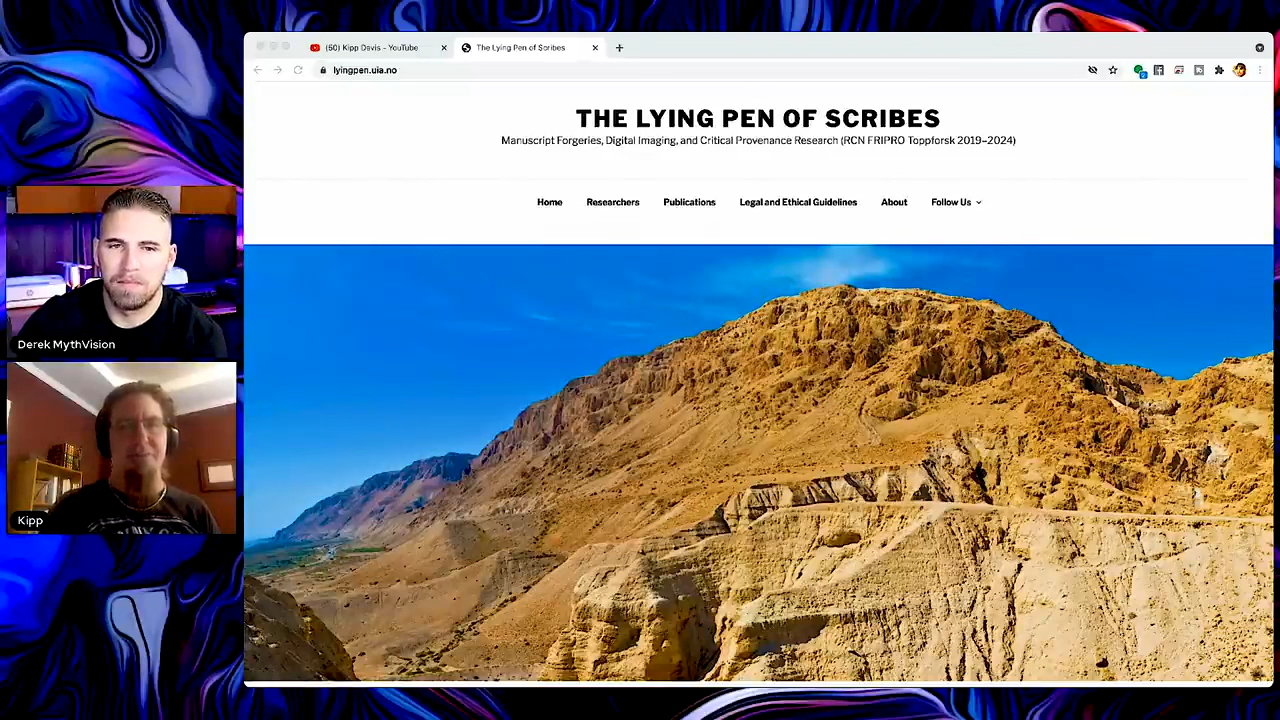 (50) Kipp Davis - YouTube
The Lying Pen of Scribes
lyingpen.uia.no
THE LYING PEN OF SCRIBES
Manuscript Forgeries, Digital Imaging, and Critical Provenance Research (RCN FRIPRO Toppforsk 2019–2024)
Home Researchers Publications Legal and Ethical Guidelines About Follow Us
Derek MythVision
Kipp